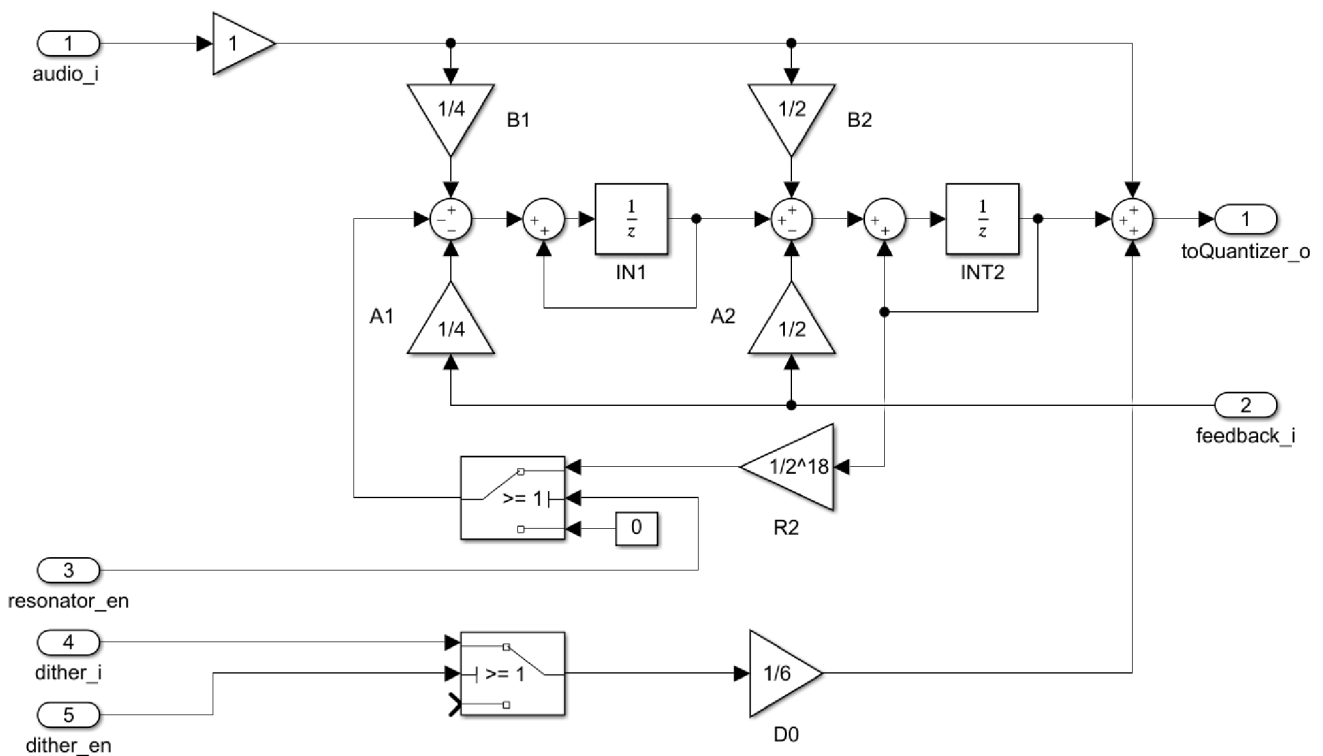 1
audio_i
1
1/4
B1
1/2
B2
+
−
−
+
+
1
z
IN1
+
+
−
+
+
1
z
INT2
+
+
+
1
toQuantizer_o
A1
1/4
A2
1/2
2
feedback_i
>= 1
1/2^18
R2
0
3
resonator_en
4
dither_i
>= 1
1/6
D0
5
dither_en